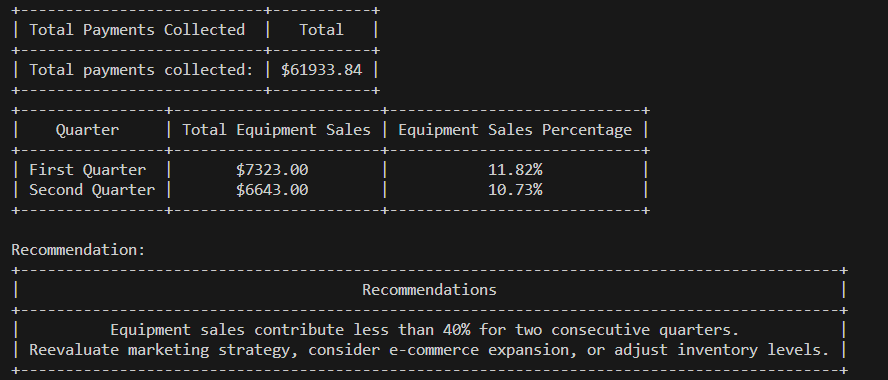 Total Payments Collected | Total
Total payments collected: | $61933.84
Quarter | Total Equipment Sales | Equipment Sales Percentage
First Quarter | $7323.00 | 11.82%
Second Quarter | $6643.00 | 10.73%
Recommendation:
Recommendations
Equipment sales contribute less than 40% for two consecutive quarters.
Reevaluate marketing strategy, consider e-commerce expansion, or adjust inventory levels.